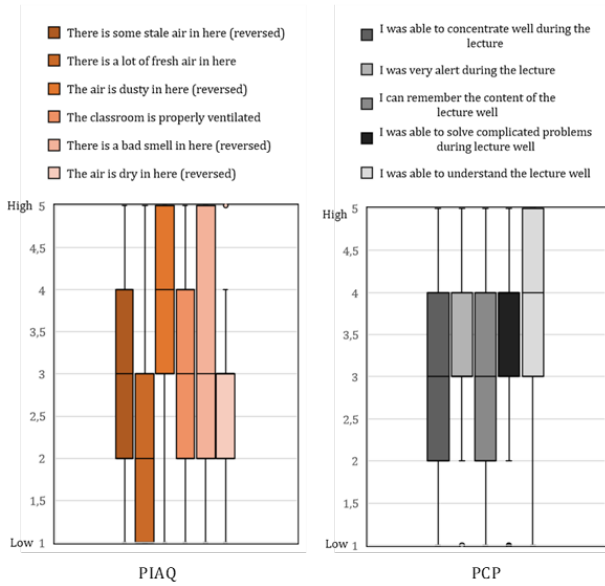 There is some stale air in here (reversed)
There is a lot of fresh air in here
The air is dusty in here (reversed)
The classroom is properly ventilated
There is a bad smell in here (reversed)
The air is dry in here (reversed)
High 5
4,5
4
3,5
3
2,5
2
1,5
Low 1
PIAQ
I was able to concentrate well during the
lecture
I was very alert during the lecture
I can remember the content of the
lecture well
I was able to solve complicated problems
during lecture well
I was able to understand the lecture well
High 5
4,5
4
3,5
3
2,5
2
1,5
Low 1
PCP